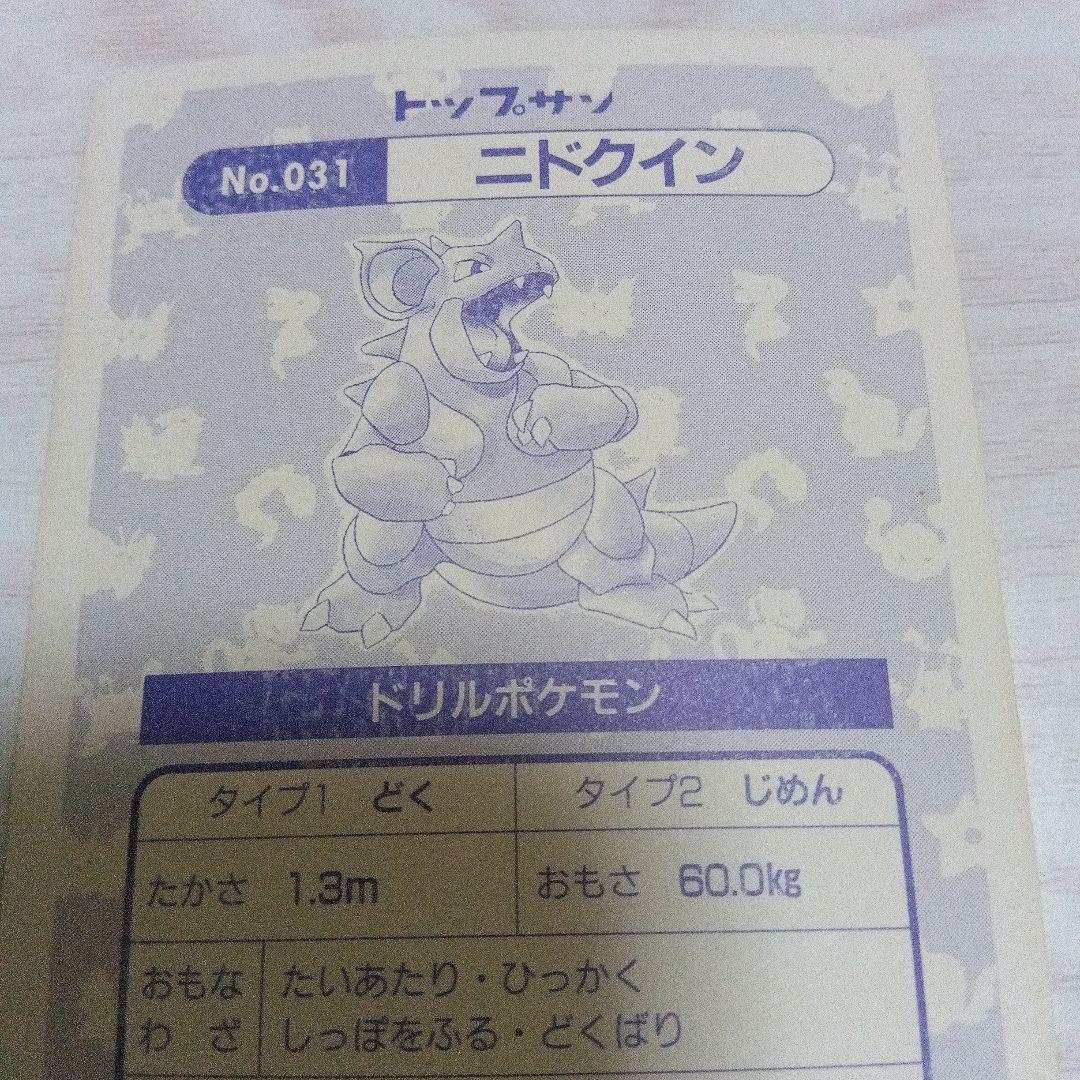 トップサン
No.031 ニドクイン
ドリルポケモン
タイプ1 どく タイプ2 じめん
たかさ 1.3m おもさ 60.0kg
おもな たいあたり・ひっかく
わ ざ しっぽをふる・どくばり